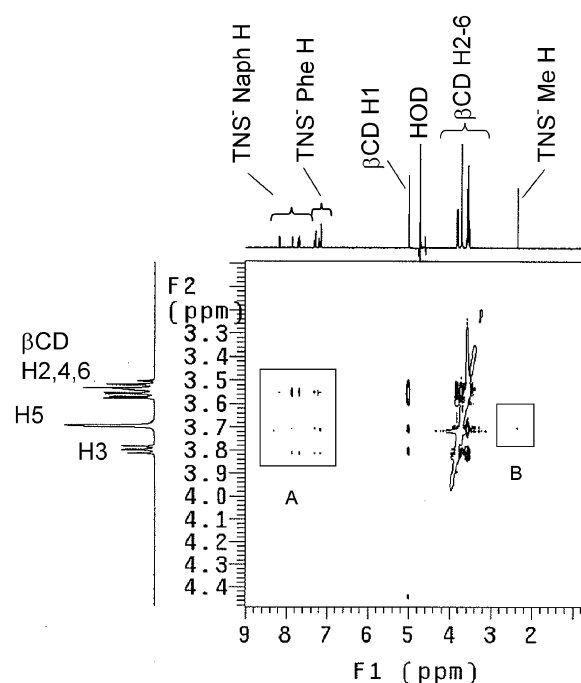 TNS⁻ Naph H
TNS⁻ Phe H
βCD H1
HOD
βCD H2-6
TNS⁻ Me H
F2
(ppm)
βCD
H2,4,6
H5
H3
3.3
3.4
3.5
3.6
3.7
3.8
3.9
4.0
4.1
4.2
4.3
4.4
A
B
9 8 7 6 5 4 3 2
F1 (ppm)